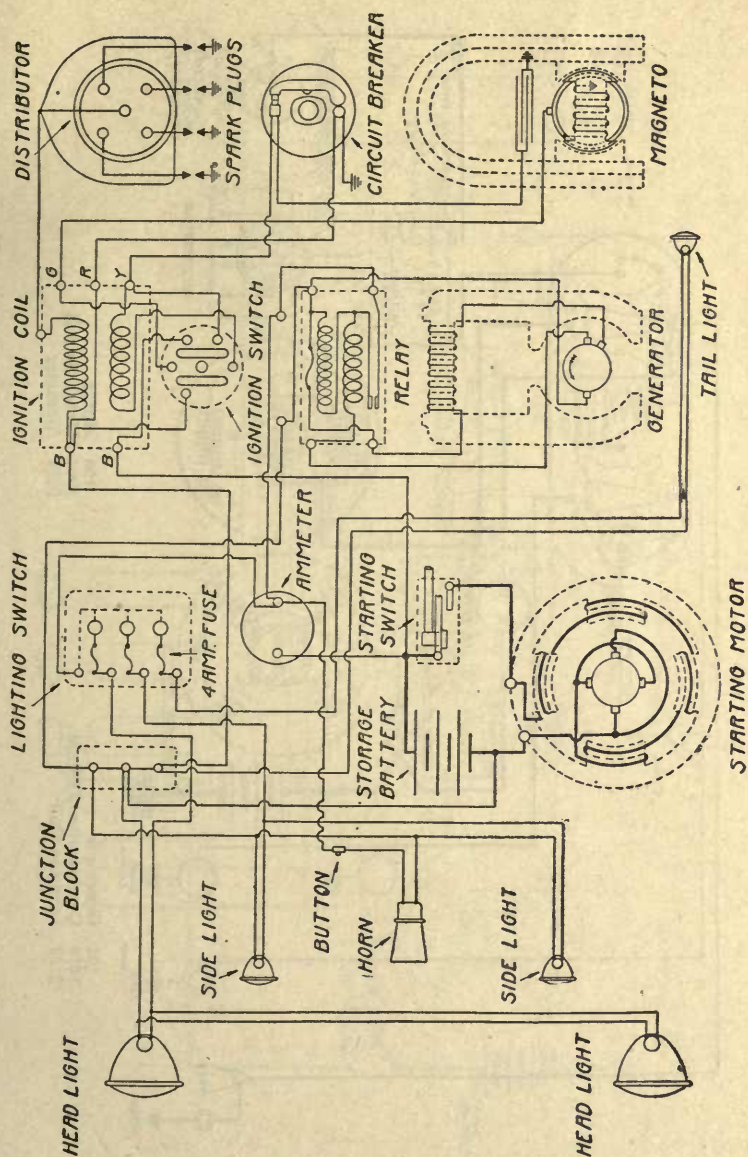 DISTRIBUTOR
SPARK PLUGS
CIRCUIT BREAKER
MAGNETO
IGNITION COIL
G
R
Y
B
B
IGNITION SWITCH
RELAY
GENERATOR
TAIL LIGHT
LIGHTING SWITCH
4 AMP. FUSE
AMMETER
STARTING
SWITCH
STORAGE
BATTERY
STARTING MOTOR
JUNCTION
BLOCK
SIDE LIGHT
BUTTON
HORN
SIDE LIGHT
HEAD LIGHT
HEAD LIGHT